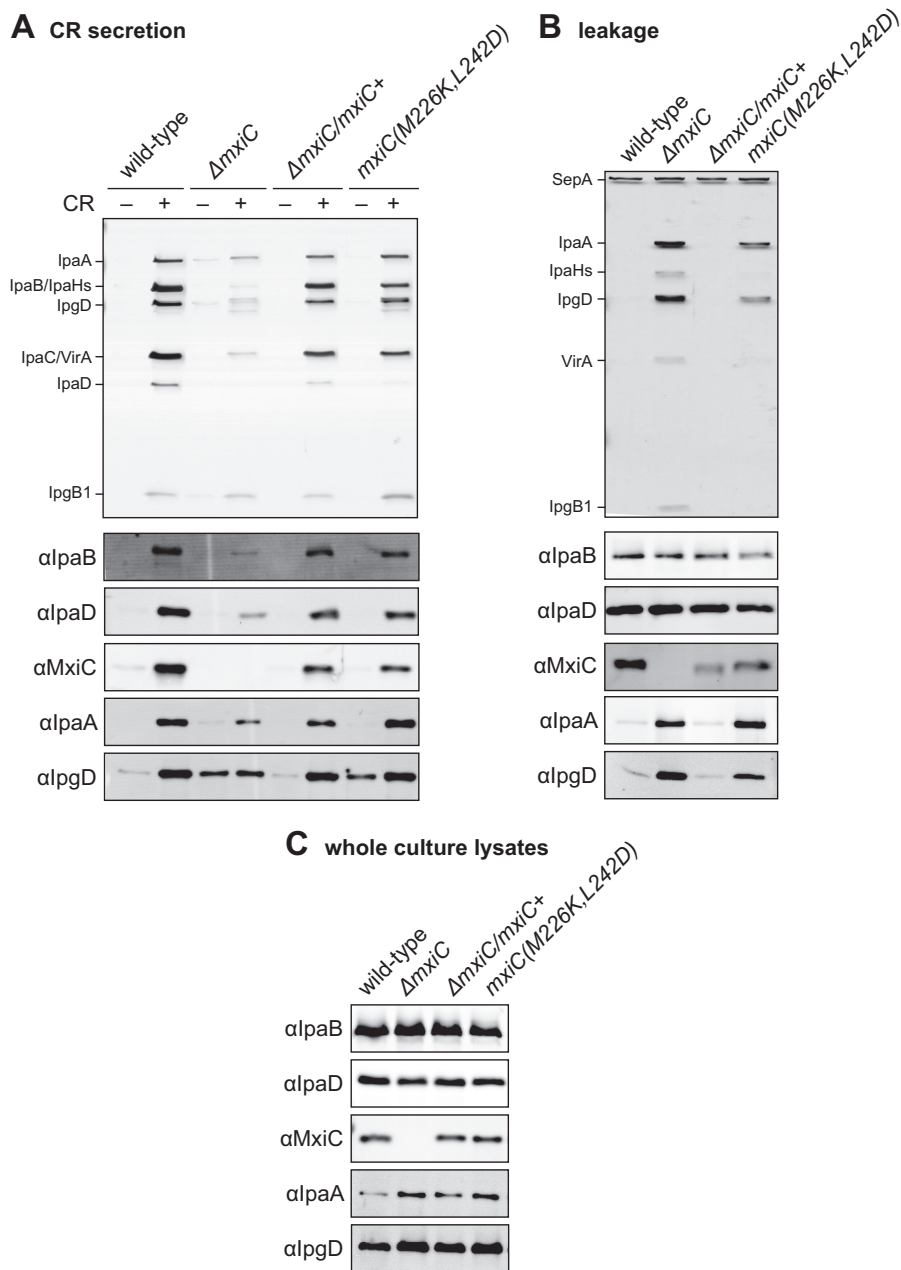 A CR secretion
wild-type
ΔmxiC
ΔmxiC/mxiC+
mxiC(M226K,L242D)
CR – + – + – + – +
IpaA
IpaB/IpaHs
IpgD
IpaC/VirA
IpaD
IpgB1
αIpaB
αIpaD
αMxiC
αIpaA
αIpgD
B leakage
wild-type
ΔmxiC
ΔmxiC/mxiC+
mxiC(M226K,L242D)
SepA
IpaA
IpaHs
IpgD
VirA
IpgB1
αIpaB
αIpaD
αMxiC
αIpaA
αIpgD
C whole culture lysates
wild-type
ΔmxiC
ΔmxiC/mxiC+
mxiC(M226K,L242D)
αIpaB
αIpaD
αMxiC
αIpaA
αIpgD